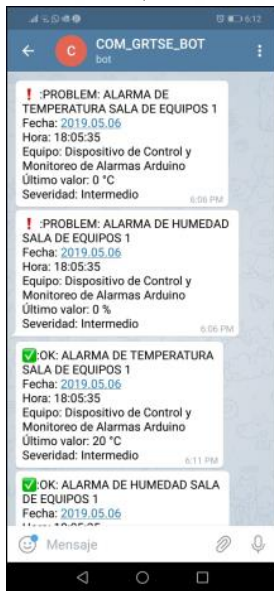 6:12
C
COM_GRTSE_BOT
bot
❗ :PROBLEM: ALARMA DE
TEMPERATURA SALA DE EQUIPOS 1
Fecha: 2019.05.06
Hora: 18:05:35
Equipo: Dispositivo de Control y
Monitoreo de Alarmas Arduino
Último valor: 0 °C
Severidad: Intermedio
6:06 PM
❗ :PROBLEM: ALARMA DE HUMEDAD
SALA DE EQUIPOS 1
Fecha: 2019.05.06
Hora: 18:05:35
Equipo: Dispositivo de Control y
Monitoreo de Alarmas Arduino
Último valor: 0 %
Severidad: Intermedio
6:06 PM
✅:OK: ALARMA DE TEMPERATURA
SALA DE EQUIPOS 1
Fecha: 2019.05.06
Hora: 18:05:35
Equipo: Dispositivo de Control y
Monitoreo de Alarmas Arduino
Último valor: 20 °C
Severidad: Intermedio
6:11 PM
✅:OK: ALARMA DE HUMEDAD SALA
DE EQUIPOS 1
Fecha: 2019.05.06
Mensaje